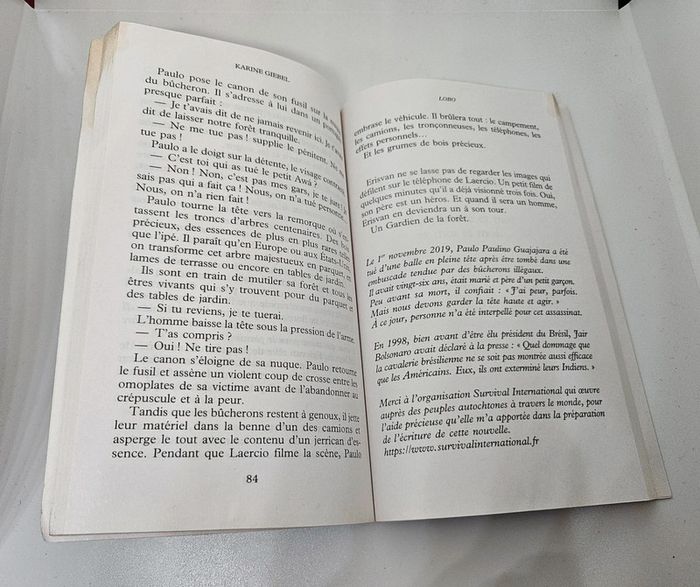 KARINE GIEBEL
Paulo pose le canon de son fusil sur la
du bûcheron. Il s'adresse à lui dans un
presque parfait :
— Je t'avais dit de ne jamais revenir ici. Je t'avais
dit de laisser notre forêt tranquille.
— Ne me tue pas ! supplie le pénitent. Ne me
tue pas !
Paulo a le doigt sur la détente, le visage
— C'est toi qui as tué le petit Awá ?
— Non ! Non, c'est pas mes gars, je te jure ! Je
sais pas qui a fait ça ! Nous, on n'a tué personne.
Nous, on n'a rien fait !
Paulo tourne la tête vers la remorque où s'en-
tassent les troncs d'arbres centenaires. Des bois
précieux, des essences de plus en plus rares telles
que l'ipé. Il paraît qu'en Europe ou aux États-Unis,
on transforme cet arbre majestueux en parquet, en
lames de terrasse ou encore en tables de jardin.
Ils sont en train de mutiler sa forêt et tous les
êtres vivants qui s'y trouvent pour du parquet et
des tables de jardin.
— Si tu reviens, je te tuerai.
L'homme baisse la tête sous la pression de l'arme.
— T'as compris ?
— Oui ! Ne tire pas !
Le canon s'éloigne de sa nuque. Paulo retourne
le fusil et assène un violent coup de crosse entre les
omoplates de sa victime avant de l'abandonner au
crépuscule et à la peur.
Tandis que les bûcherons restent à genoux, il jette
leur matériel dans la benne d'un des camions et
asperge le tout avec le contenu d'un jerrican d'es-
sence. Pendant que Laercio filme la scène, Paulo
84
LOBO
embrase le véhicule. Il brûlera tout : le campement,
les camions, les tronçonneuses, les téléphones, les
effets personnels…
Et les grumes de bois précieux.
Erisvan ne se lasse pas de regarder les images qui
défilent sur le téléphone de Laercio. Un petit film de
quelques minutes qu'il a déjà visionné trois fois. Oui,
son père est un héros. Et quand il sera un homme,
Erisvan en deviendra un à son tour.
Un Gardien de la forêt.
Le 1er novembre 2019, Paulo Paulino Guajajara a été
tué d'une balle en pleine tête après être tombé dans une
embuscade tendue par des bûcherons illégaux.
Il avait vingt-six ans, était marié et père d'un petit garçon.
Peu avant sa mort, il confiait : « J'ai peur, parfois.
Mais nous devons garder la tête haute et agir. »
À ce jour, personne n'a été interpellé pour cet assassinat.
En 1998, bien avant d'être élu président du Brésil, Jair
Bolsonaro avait déclaré à la presse : « Quel dommage que
la cavalerie brésilienne ne se soit pas montrée aussi efficace
que les Américains. Eux, ils ont exterminé leurs Indiens. »
Merci à l'organisation Survival International qui œuvre
auprès des peuples autochtones à travers le monde, pour
l'aide précieuse qu'elle m'a apportée dans la préparation
de l'écriture de cette nouvelle.
https://www.survivalinternational.fr